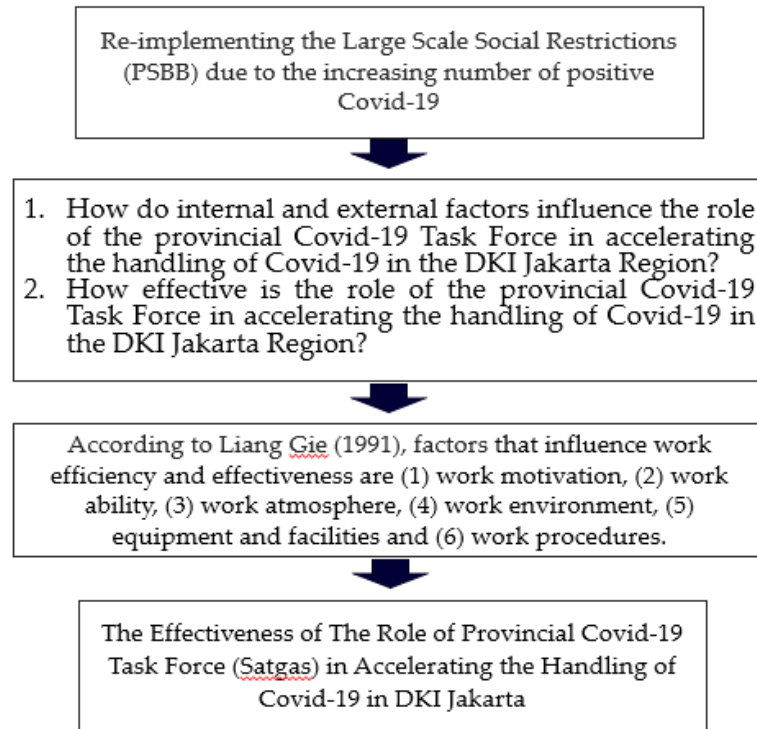 Re-implementing the Large Scale Social Restrictions
(PSBB) due to the increasing number of positive
Covid-19
1. How do internal and external factors influence the role
of the provincial Covid-19 Task Force in accelerating
the handling of Covid-19 in the DKI Jakarta Region?
2. How effective is the role of the provincial Covid-19
Task Force in accelerating the handling of Covid-19 in
the DKI Jakarta Region?
According to Liang Gie (1991), factors that influence work
efficiency and effectiveness are (1) work motivation, (2) work
ability, (3) work atmosphere, (4) work environment, (5)
equipment and facilities and (6) work procedures.
The Effectiveness of The Role of Provincial Covid-19
Task Force (Satgas) in Accelerating the Handling of
Covid-19 in DKI Jakarta